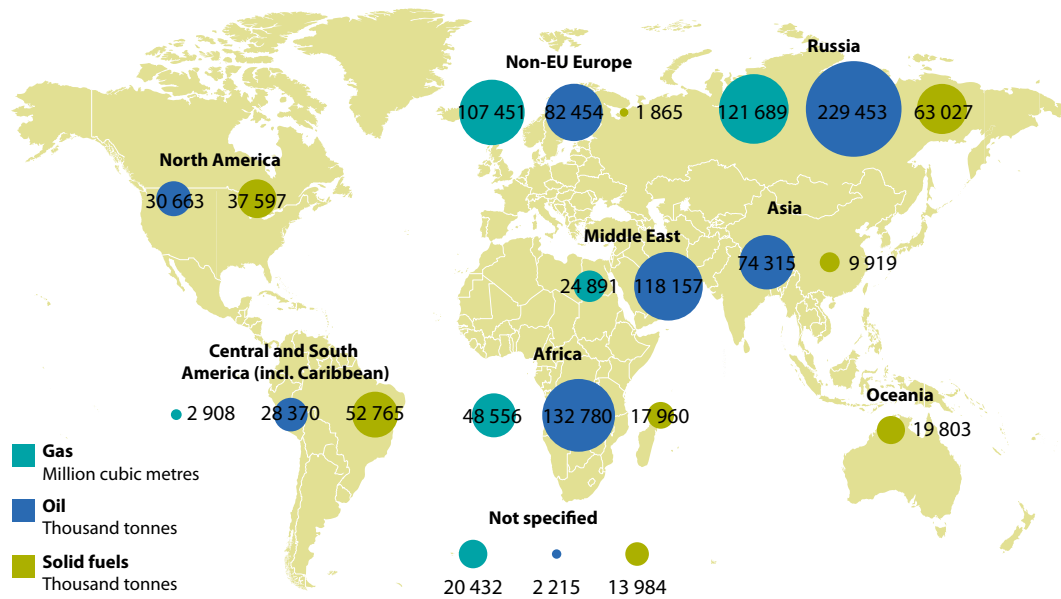 Russia
Non-EU Europe
107 451
82 454
1 865
121 689
229 453
63 027
North America
30 663
37 597
Asia
74 315
9 919
Middle East
24 891
118 157
Central and South
America (incl. Caribbean)
2 908
28 370
52 765
Africa
48 556
132 780
17 960
Oceania
19 803
Gas
Million cubic metres
Oil
Thousand tonnes
Solid fuels
Thousand tonnes
Not specified
20 432
2 215
13 984